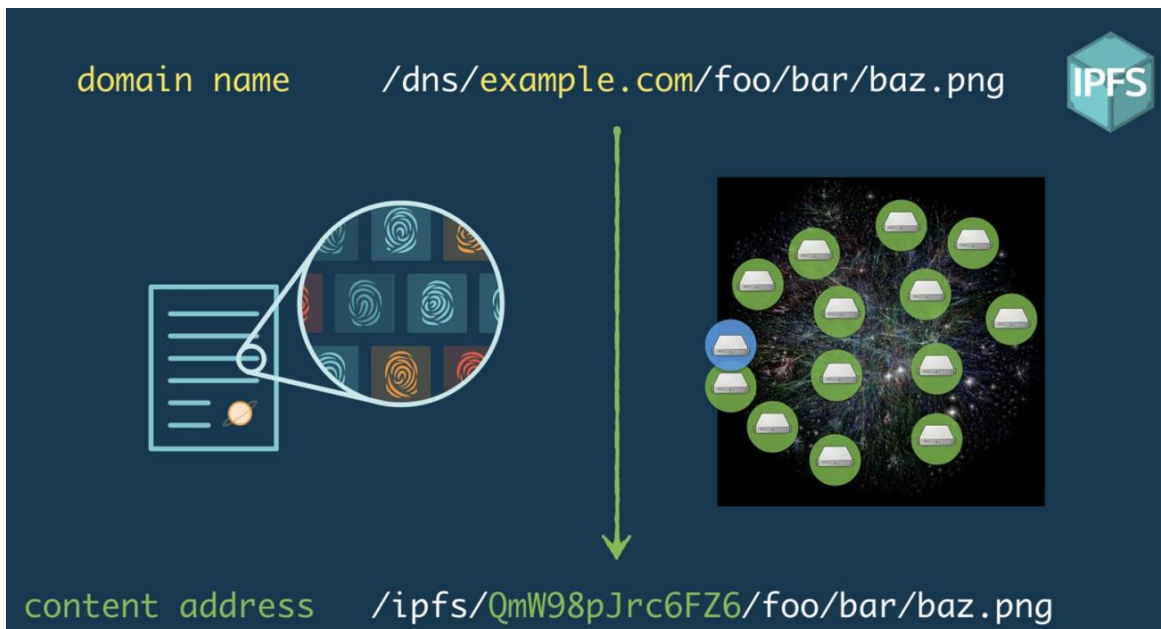 domain name /dns/example.com/foo/bar/baz.png
IPFS
content address /ipfs/QmW98pJrc6FZ6/foo/bar/baz.png